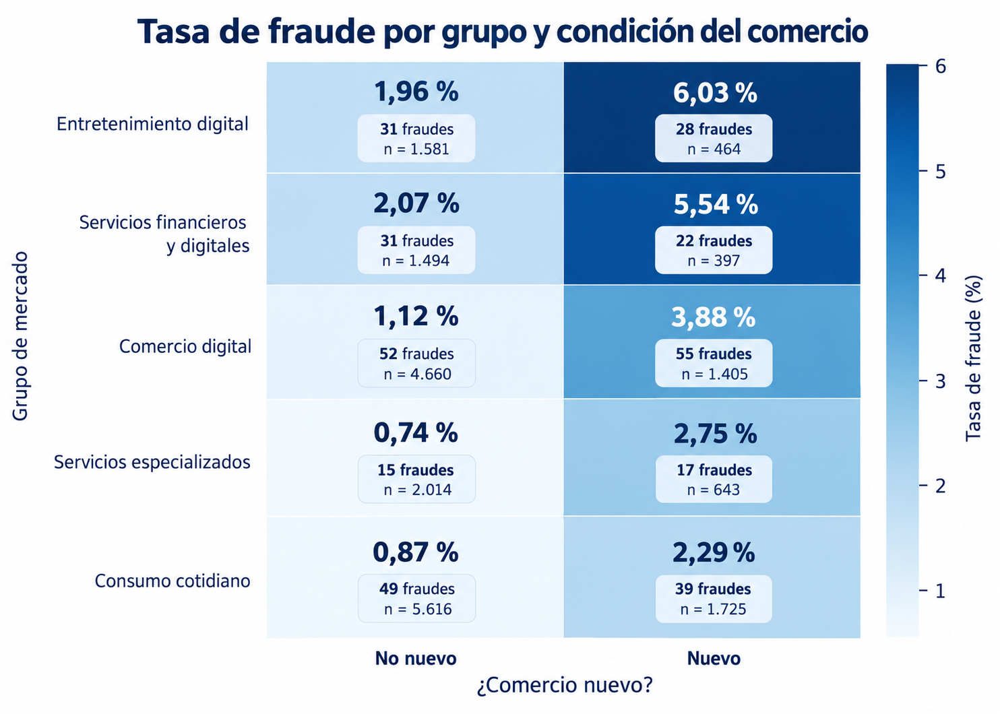 Tasa de fraude por grupo y condición del comercio
Grupo de mercado
Entretenimiento digital
1,96 %
31 fraudes
n = 1.581
6,03 %
28 fraudes
n = 464
Servicios financieros
y digitales
2,07 %
31 fraudes
n = 1.494
5,54 %
22 fraudes
n = 397
Comercio digital
1,12 %
52 fraudes
n = 4.660
3,88 %
55 fraudes
n = 1.405
Servicios especializados
0,74 %
15 fraudes
n = 2.014
2,75 %
17 fraudes
n = 643
Consumo cotidiano
0,87 %
49 fraudes
n = 5.616
2,29 %
39 fraudes
n = 1.725
No nuevo
Nuevo
¿Comercio nuevo?
6
5
4
3
2
1
Tasa de fraude (%)